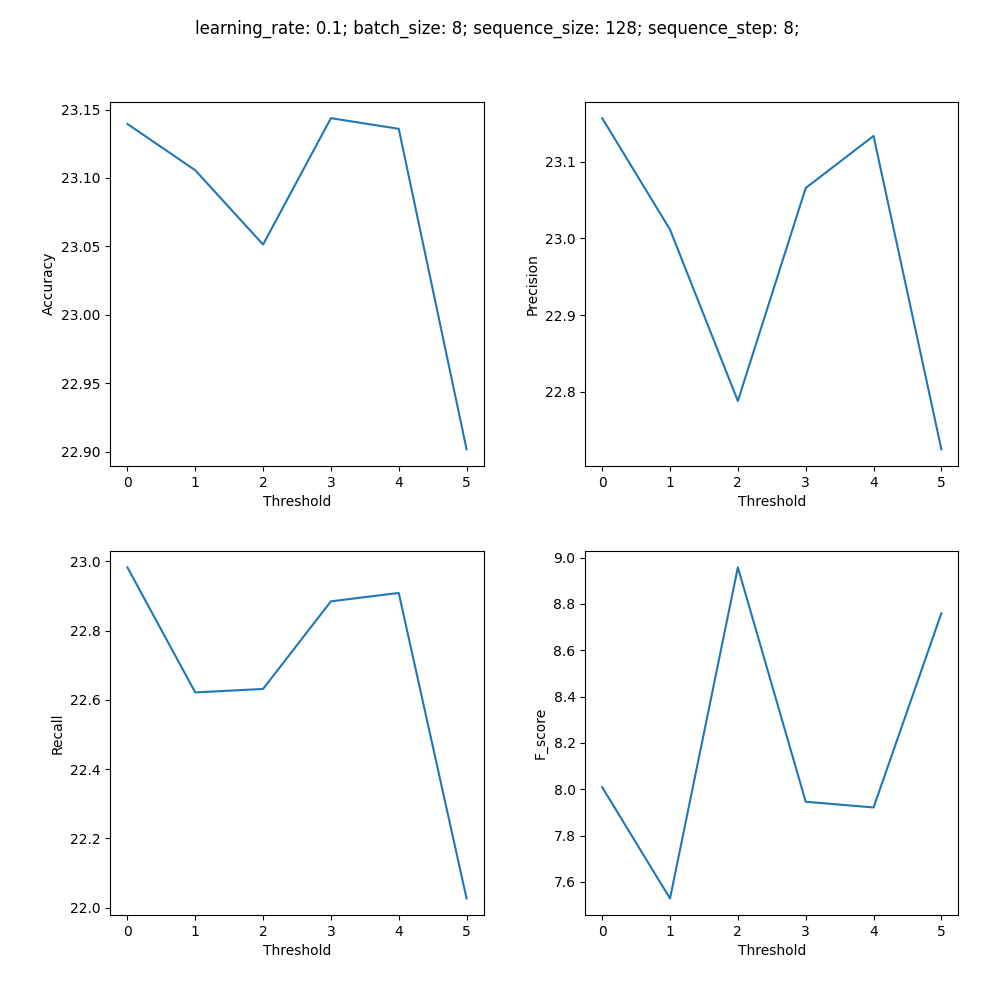 learning_rate: 0.1; batch_size: 8; sequence_size: 128; sequence_step: 8;
23.15
23.10
23.05
23.00
22.95
22.90
Accuracy
0 1 2 3 4 5
Threshold
23.1
23.0
22.9
22.8
Precision
0 1 2 3 4 5
Threshold
23.0
22.8
22.6
22.4
22.2
22.0
Recall
0 1 2 3 4 5
Threshold
9.0
8.8
8.6
8.4
8.2
8.0
7.8
7.6
F_score
0 1 2 3 4 5
Threshold